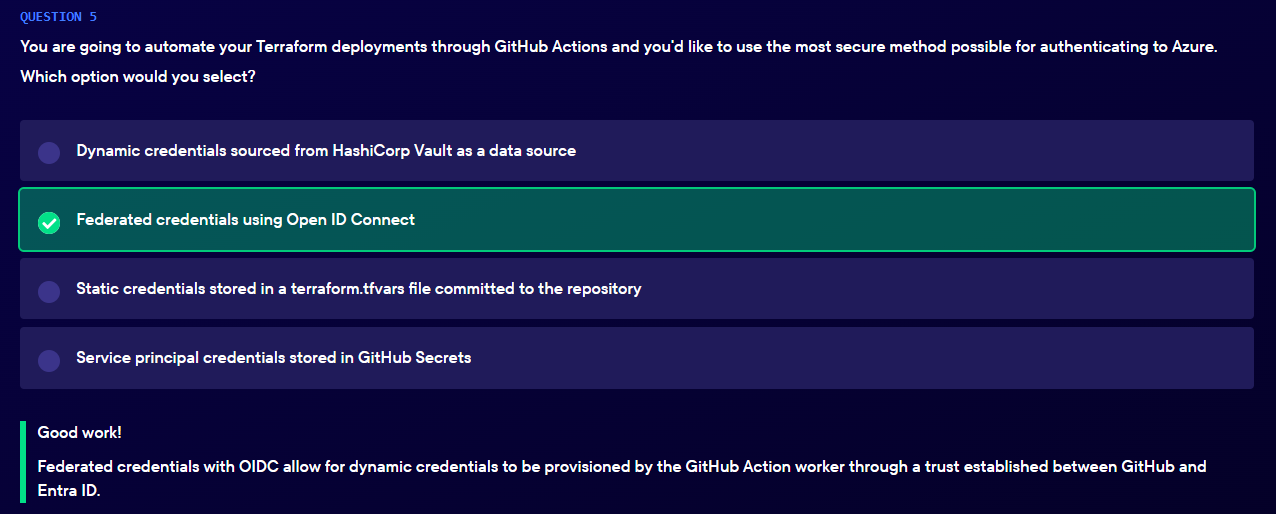 QUESTION 5
You are going to automate your Terraform deployments through GitHub Actions and you'd like to use the most secure method possible for authenticating to Azure.
Which option would you select?
Dynamic credentials sourced from HashiCorp Vault as a data source
Federated credentials using Open ID Connect
Static credentials stored in a terraform.tfvars file committed to the repository
Service principal credentials stored in GitHub Secrets
Good work!
Federated credentials with OIDC allow for dynamic credentials to be provisioned by the GitHub Action worker through a trust established between GitHub and
Entra ID.